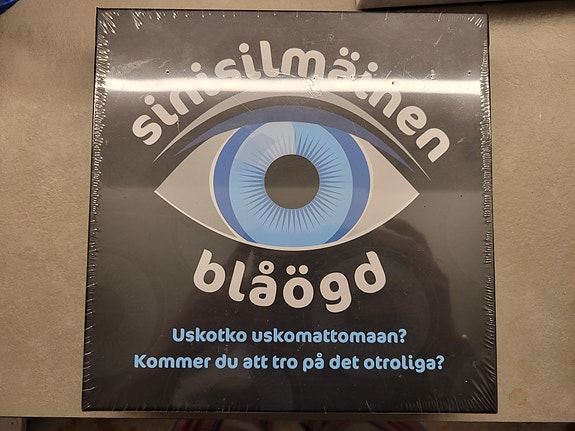 sinisilmäinen
blåögd
Uskotko uskomattomaan?
Kommer du att tro på det otroliga?